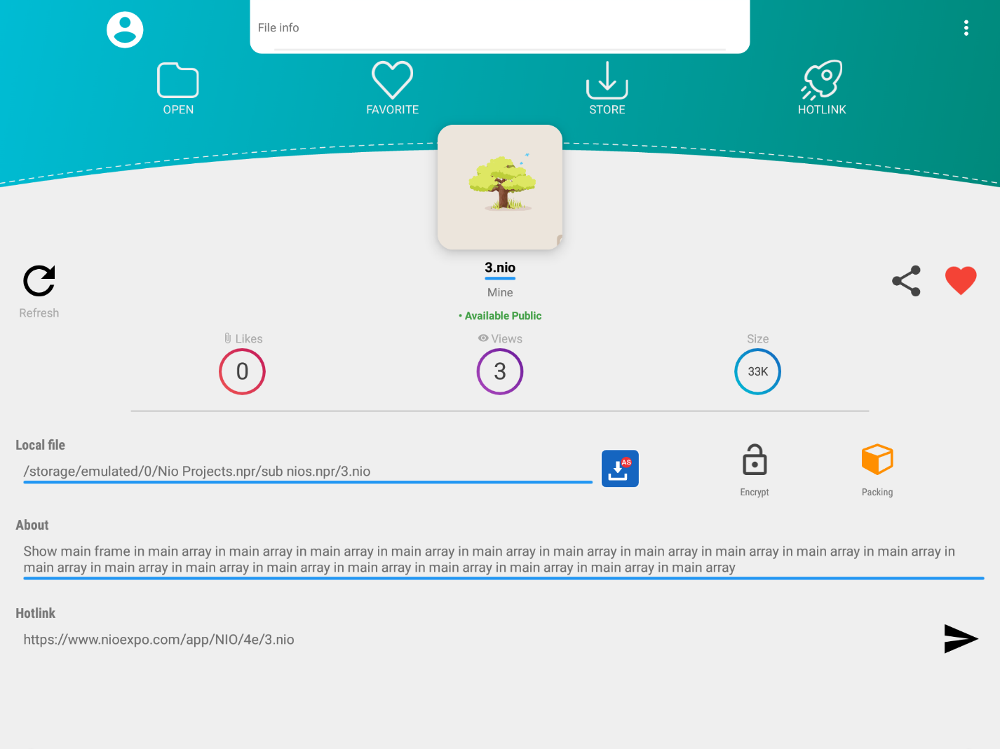 File info
OPEN
FAVORITE
STORE
HOTLINK
3.nio
Mine
• Available Public
Refresh
Likes
Views
Size
0
3
33K
Local file
/storage/emulated/0/Nio Projects.npr/sub nios.npr/3.nio
AS
Encrypt
Packing
About
Show main frame in main array in main array in main array in main array in main array in main array in main array in main array in main array in main array in
main array in main array in main array in main array in main array in main array in main array in main array in main array
Hotlink
https://www.nioexpo.com/app/NIO/4e/3.nio